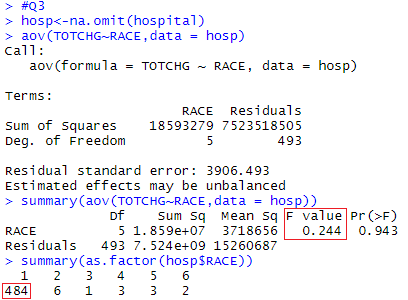 > #Q3
> hosp<-na.omit(hospital)
> aov(TOTCHG~RACE,data = hosp)
Call:
   aov(formula = TOTCHG ~ RACE, data = hosp)

Terms:
                      RACE  Residuals
Sum of Squares    18593279 7523518505
Deg. of Freedom          5        493

Residual standard error: 3906.493
Estimated effects may be unbalanced
> summary(aov(TOTCHG~RACE,data = hosp))
             Df    Sum Sq  Mean Sq F value Pr(>F)
RACE          5 1.859e+07  3718656   0.244  0.943
Residuals   493 7.524e+09 15260687
> summary(as.factor(hosp$RACE))
  1   2   3   4   5   6
484   6   1   3   3   2